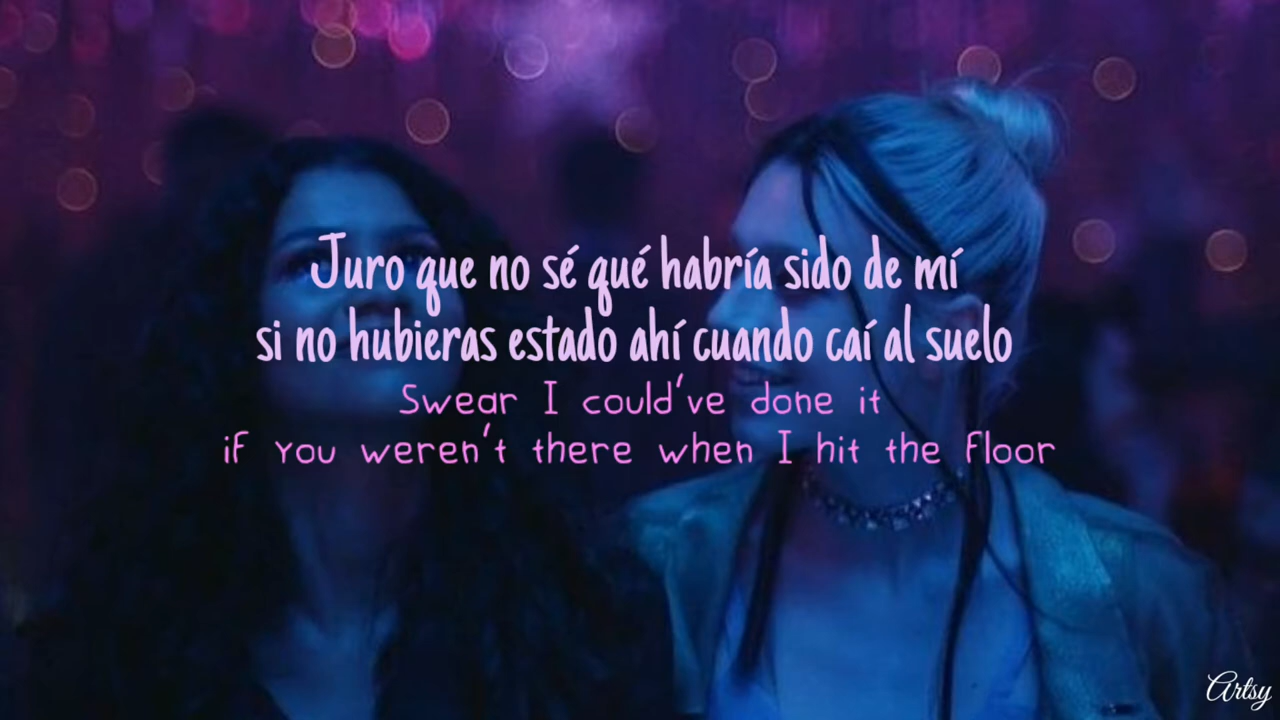 Juro que no sé qué habría sido de mí
si no hubieras estado ahí cuando caí al suelo
Swear I could've done it
if you weren't there when I hit the floor
Artsy